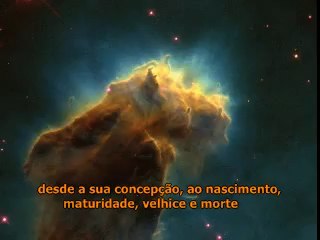 desde a sua concepção, ao nascimento,
maturidade, velhice e morte